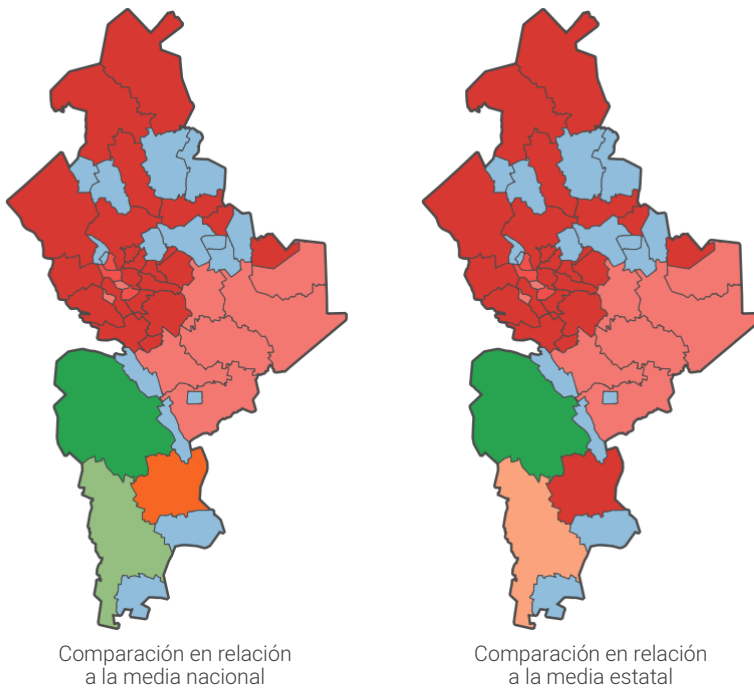 Comparación en relación
a la media nacional
Comparación en relación
a la media estatal